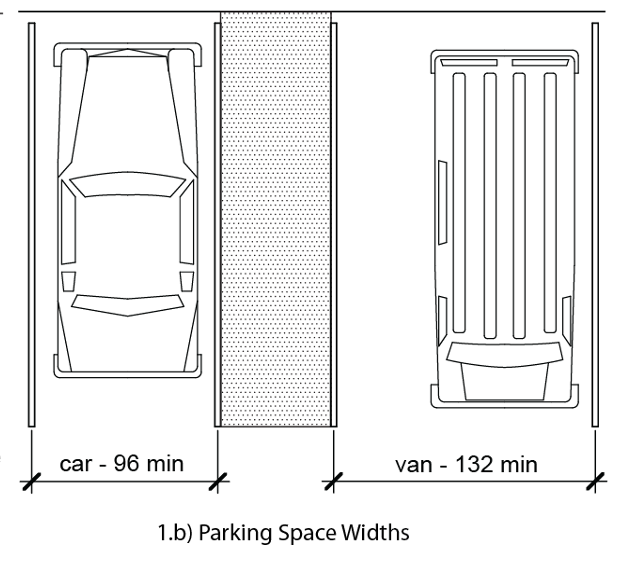 car - 96 min
van - 132 min
1.b) Parking Space Widths